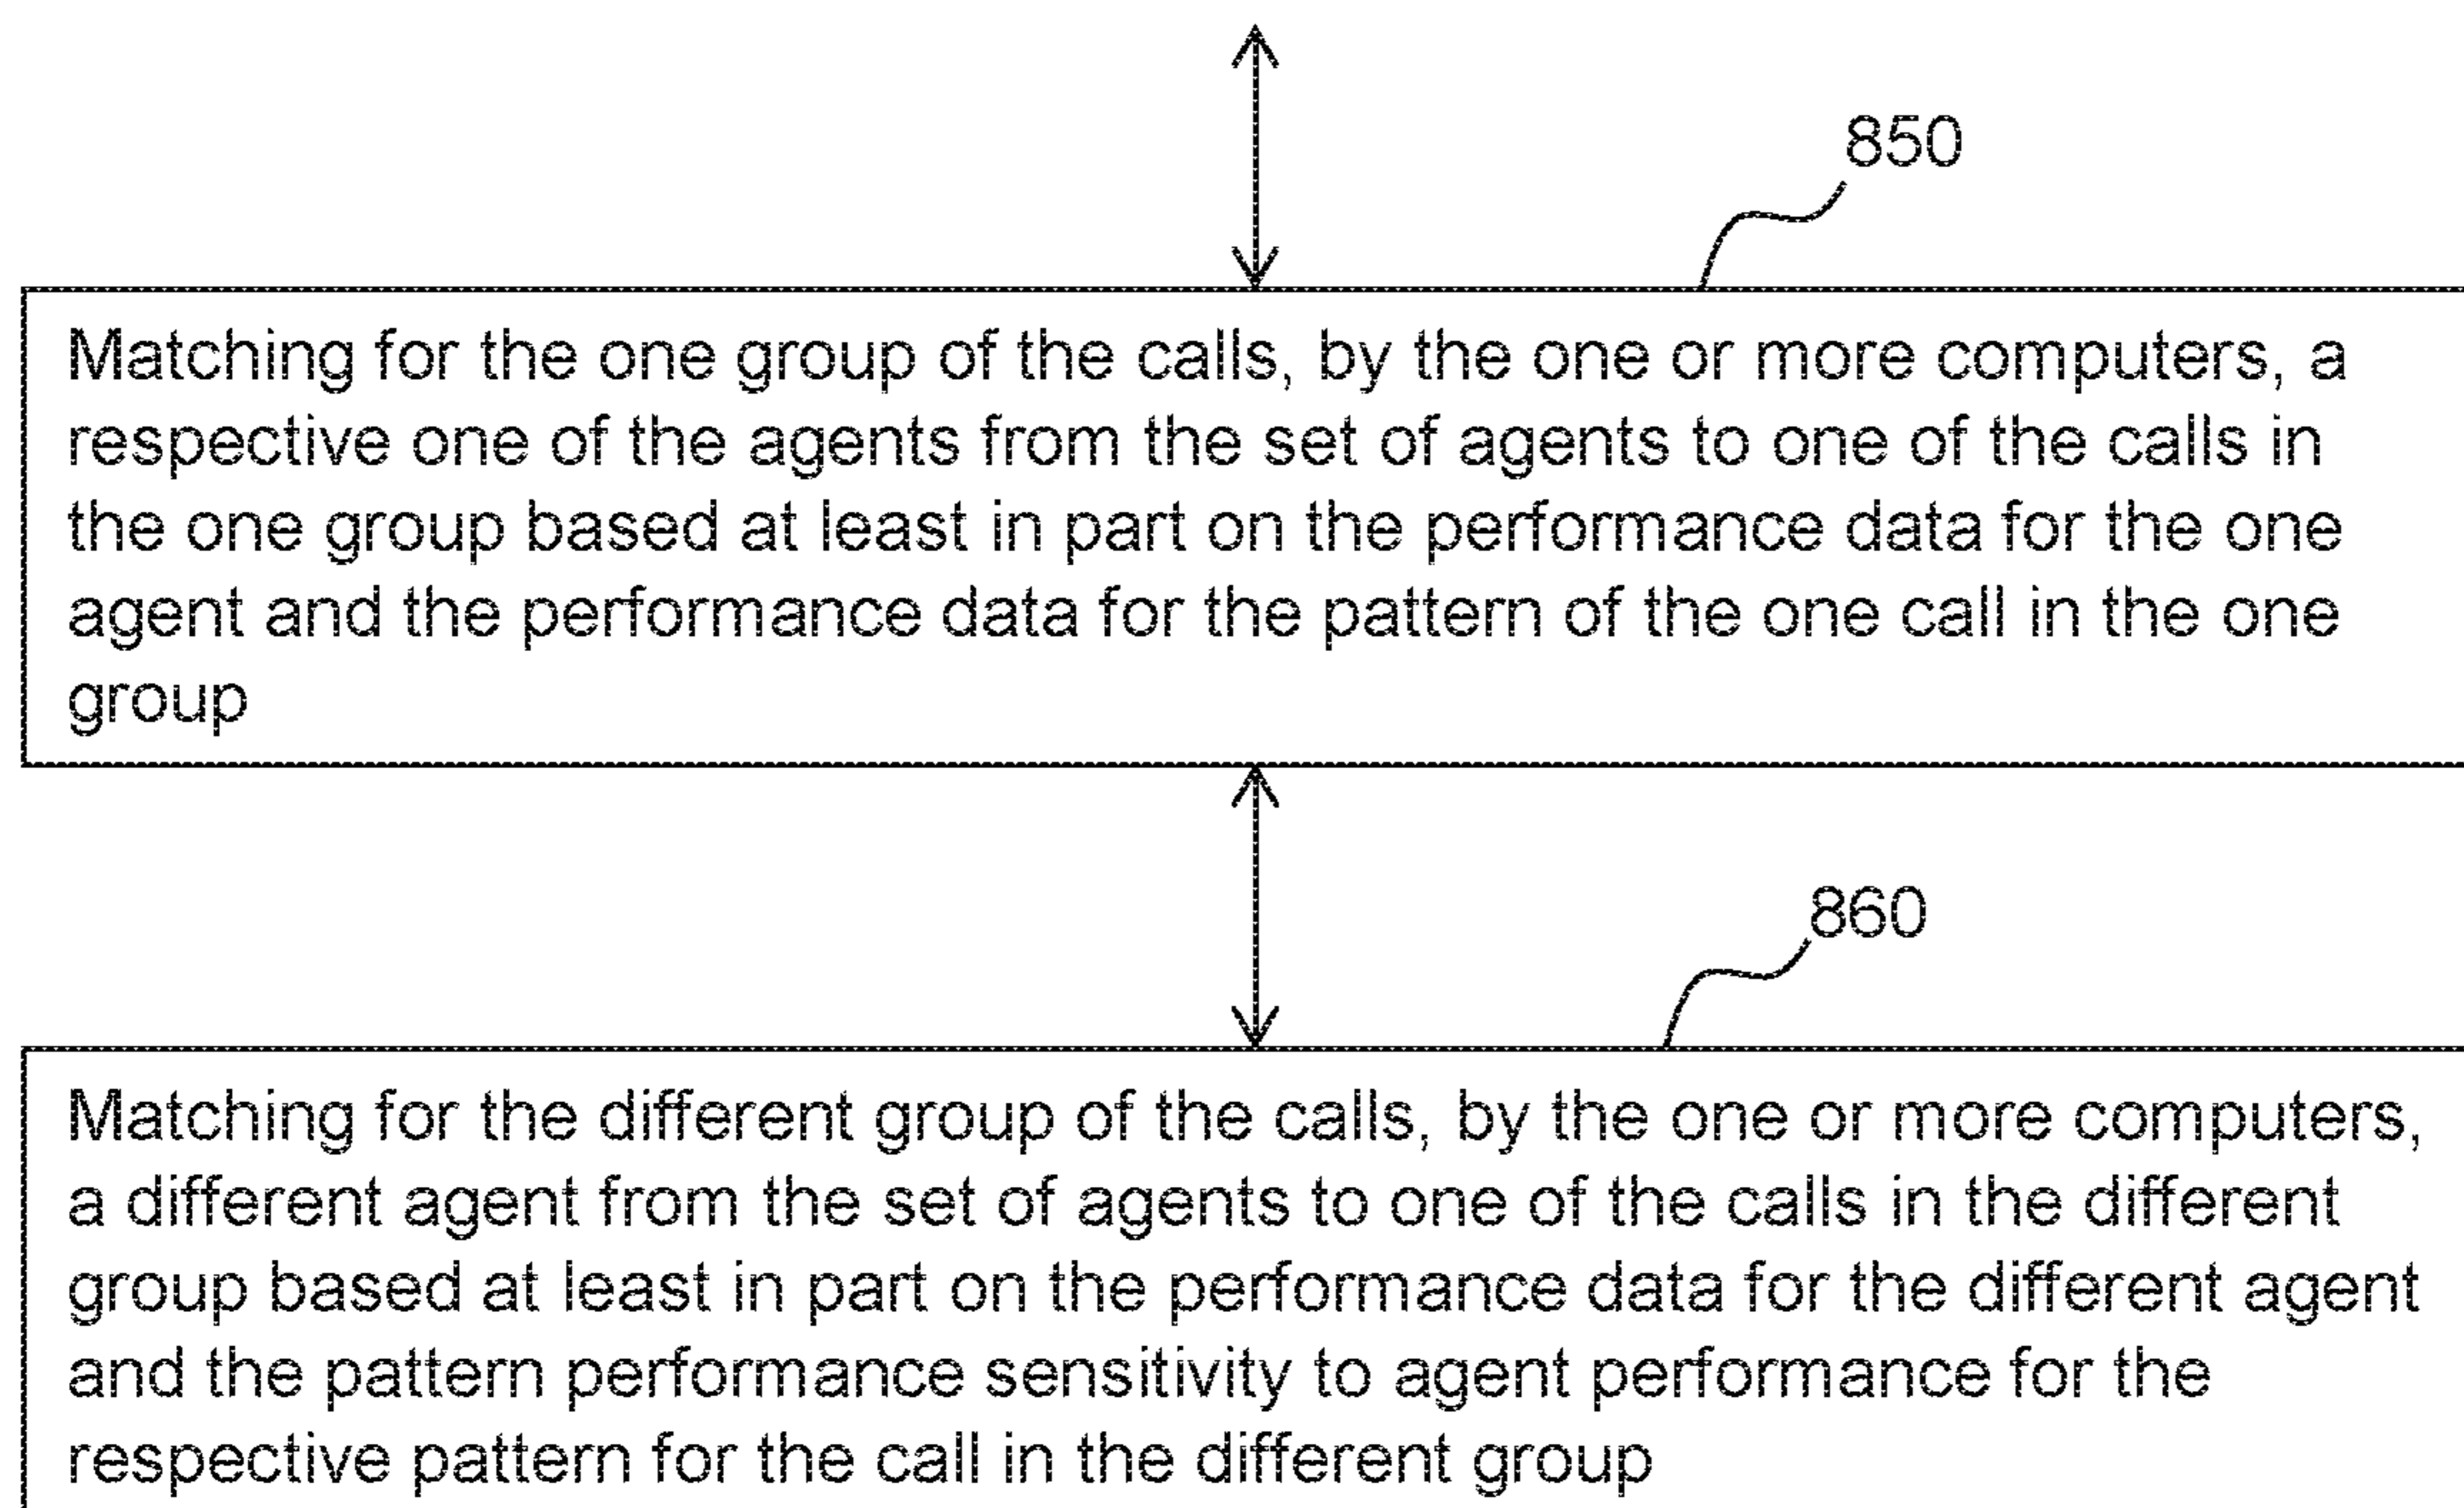 850
Matching for the one group of the calls, by the one or more computers, a
respective one of the agents from the set of agents to one of the calls in
the one group based at least in part on the performance data for the one
agent and the performance data for the pattern of the one call in the one
group
860
Matching for the different group of the calls, by the one or more computers,
a different agent from the set of agents to one of the calls in the different
group based at least in part on the performance data for the different agent
and the pattern performance sensitivity to agent performance for the
respective pattern for the call in the different group